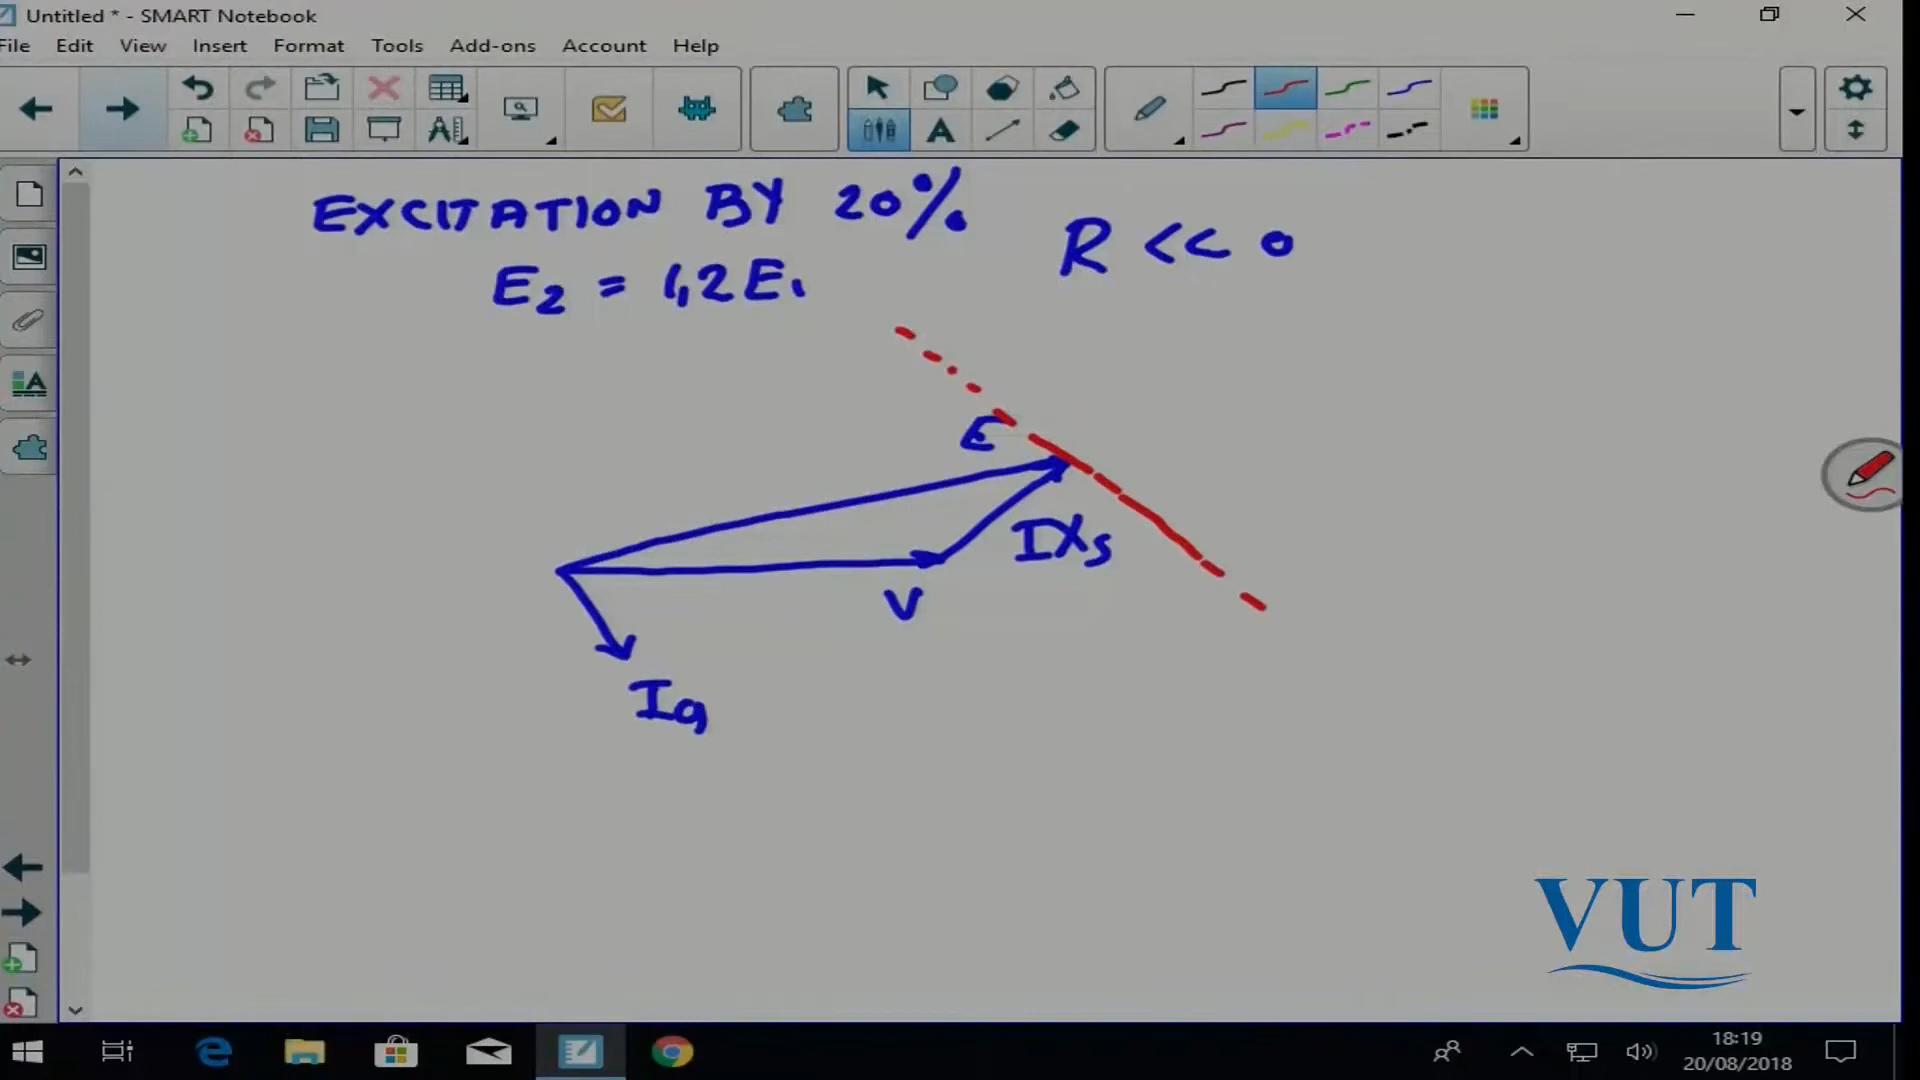 Untitled * - SMART Notebook
File Edit View Insert Format Tools Add-ons Account Help
EXCITATION BY 20%
E2 = 1,2E1
R << 0
E
IXs
V
Ia
VUT
18:19
20/08/2018